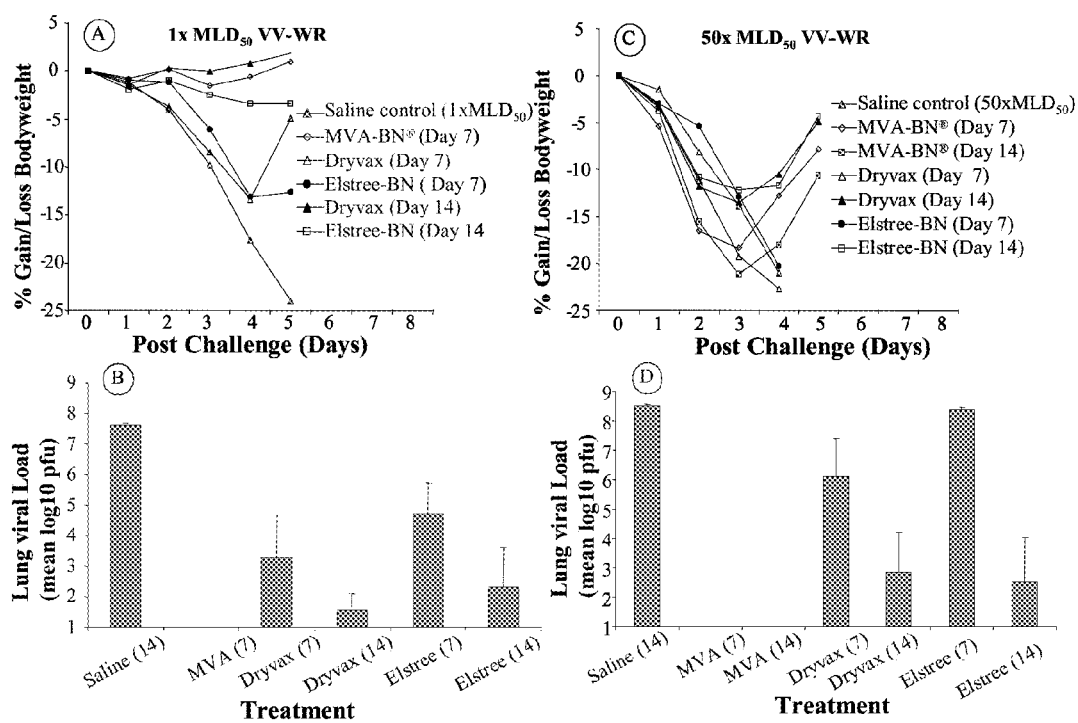 A
1x MLD50 VV-WR
% Gain/Loss Bodyweight
5
0
-5
-10
-15
-20
-25
0 1 2 3 4 5 6 7 8
Post Challenge (Days)
Saline control (1xMLD50)
MVA-BN® (Day 7)
Dryvax (Day 7)
Elstree-BN ( Day 7)
Dryvax (Day 14)
Elstree-BN (Day 14
C
50x MLD50 VV-WR
% Gain/Loss Bodyweight
5
0
-5
-10
-15
-20
-25
0 1 2 3 4 5 6 7 8
Post Challenge (Days)
Saline control (50xMLD50)
MVA-BN® (Day 7)
MVA-BN® (Day 14)
Dryvax (Day 7)
Dryvax (Day 14)
Elstree-BN (Day 7)
Elstree-BN (Day 14)
B
Lung viral Load
(mean log10 pfu)
9
8
7
6
5
4
3
2
1
Saline (14)
MVA (7)
Dryvax (7)
Dryvax (14)
Elstree (7)
Elstree (14)
Treatment
D
Lung viral Load
(mean log10 pfu)
9
8
7
6
5
4
3
2
1
Saline (14)
MVA (7)
MVA (14)
Dryvax (7)
Dryvax (14)
Elstree (7)
Elstree (14)
Treatment